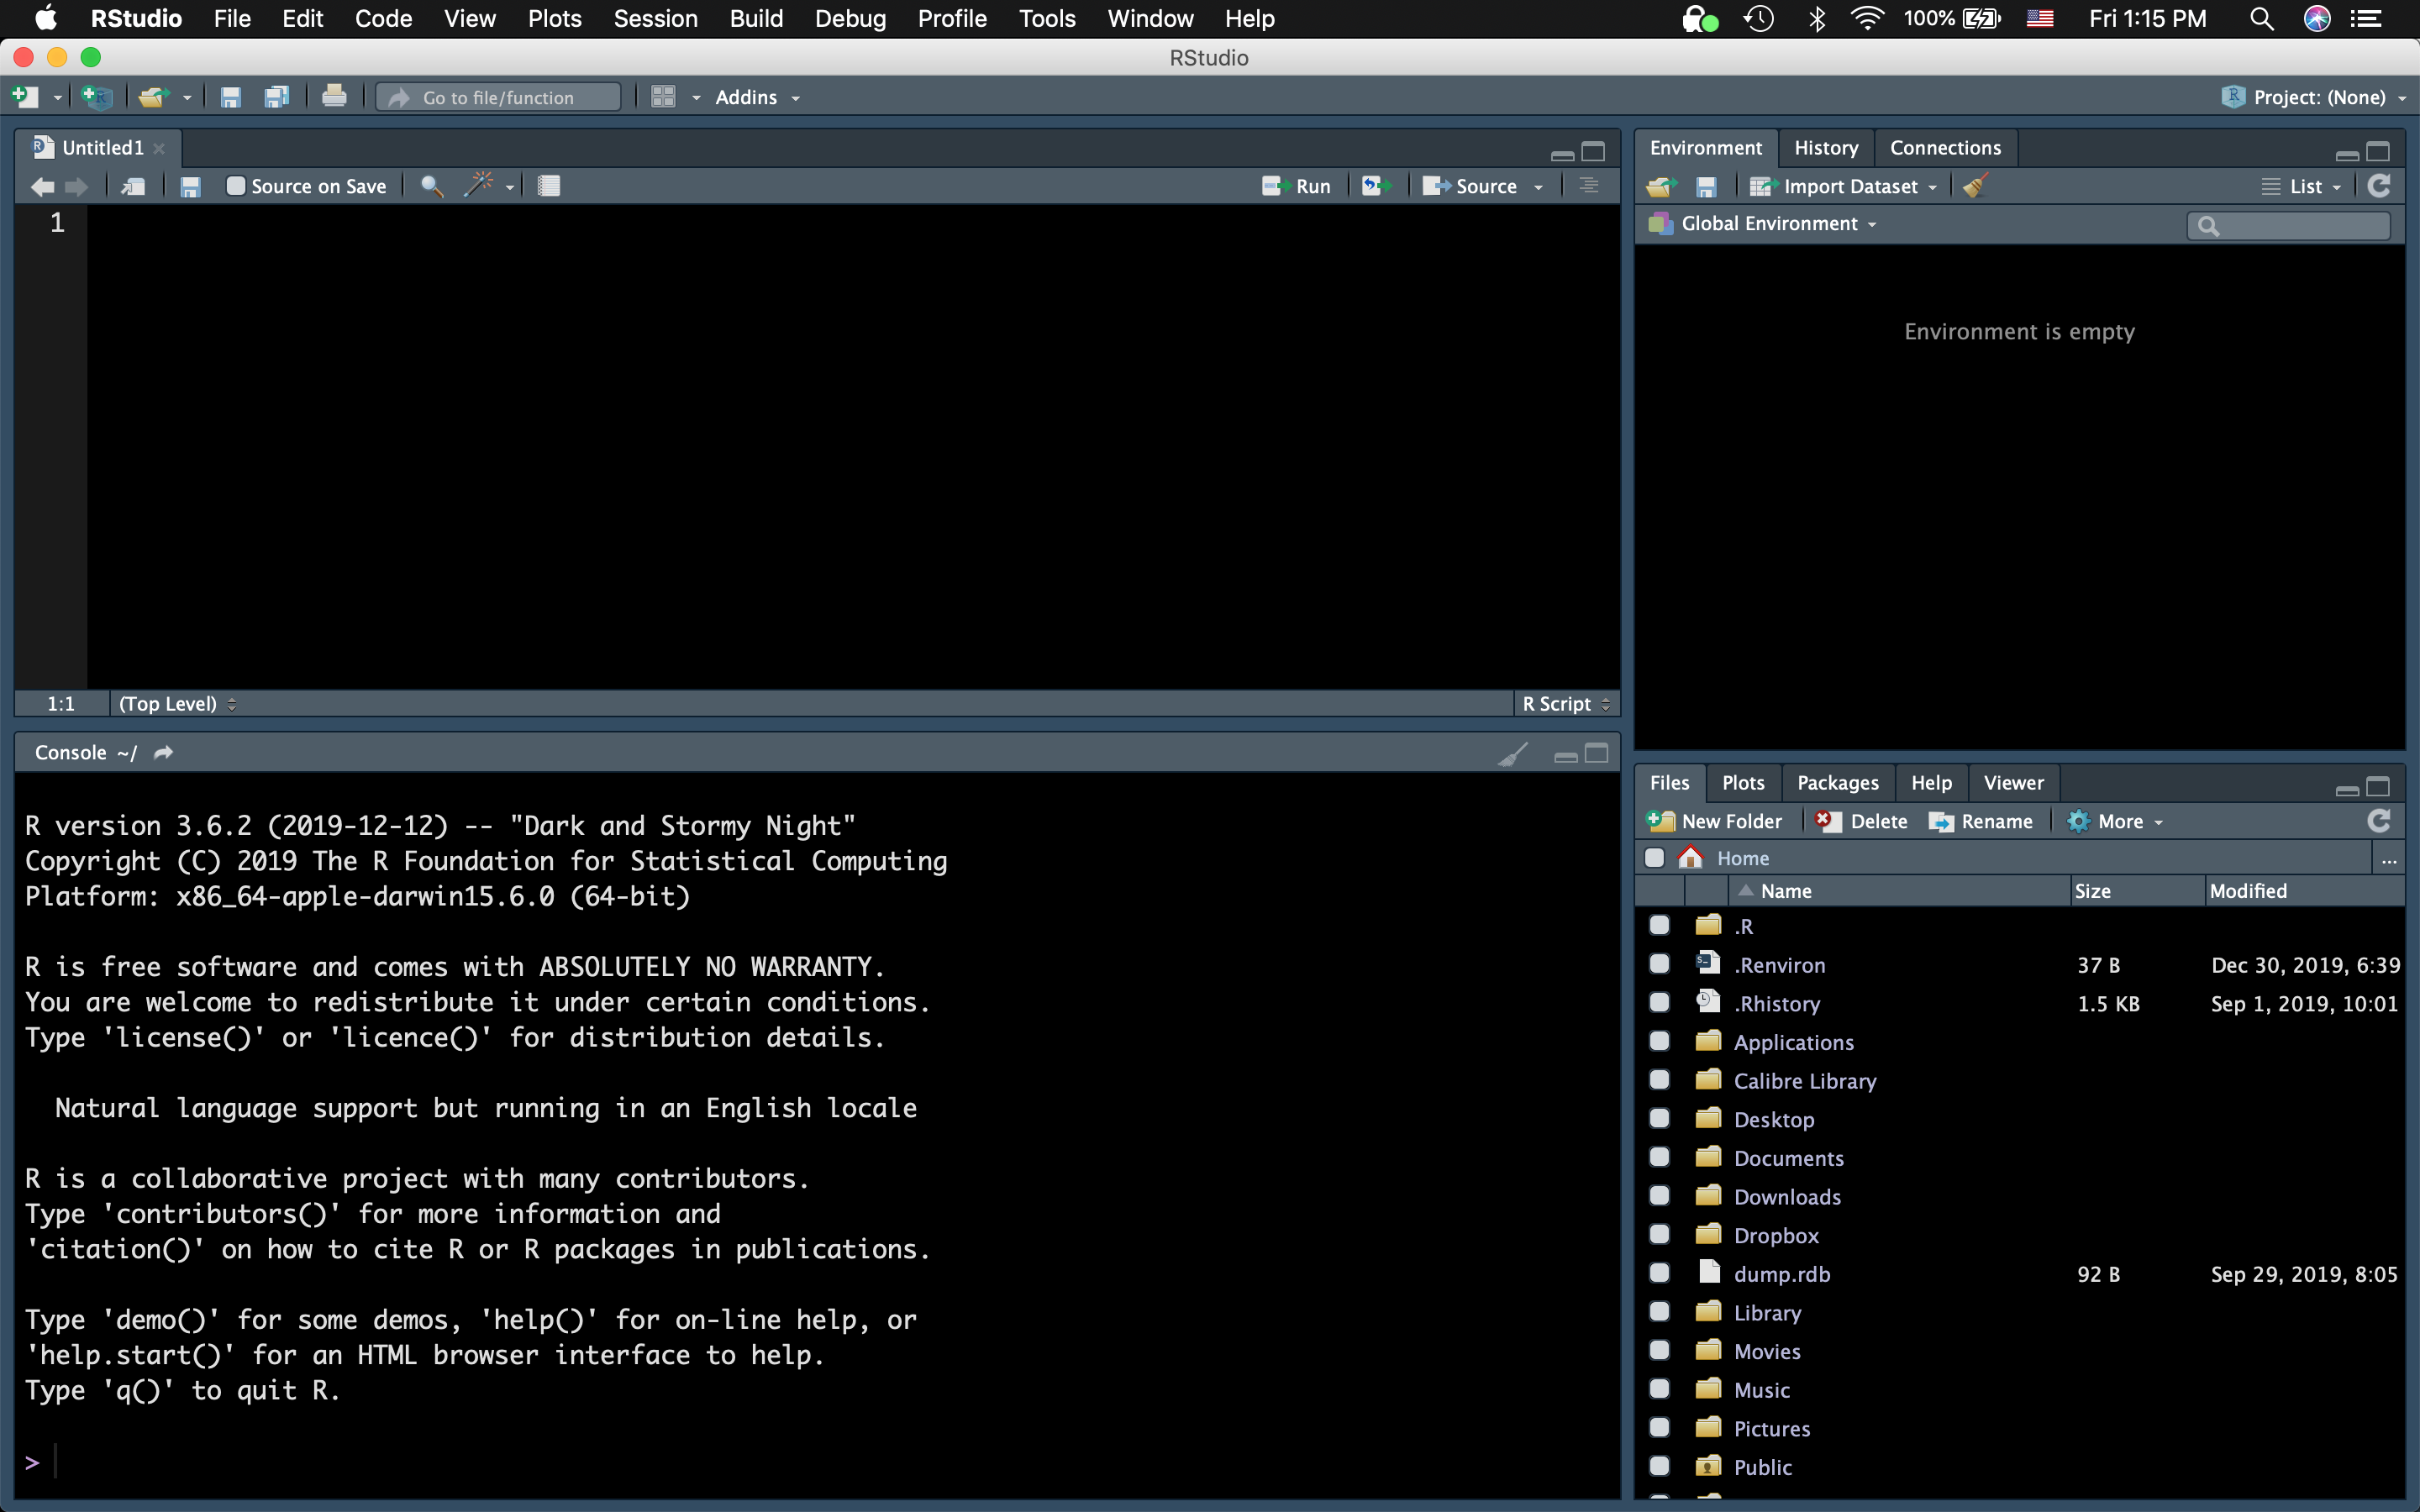 RStudio File Edit Code View Plots Session Build Debug Profile Tools Window Help 100% Fri 1:15 PM
RStudio
Go to file/function Addins Project: (None)
Untitled1
Source on Save Run Source
1
1:1 (Top Level) R Script
Console ~/
R version 3.6.2 (2019-12-12) -- "Dark and Stormy Night"
Copyright (C) 2019 The R Foundation for Statistical Computing
Platform: x86_64-apple-darwin15.6.0 (64-bit)
R is free software and comes with ABSOLUTELY NO WARRANTY.
You are welcome to redistribute it under certain conditions.
Type 'license()' or 'licence()' for distribution details.
Natural language support but running in an English locale
R is a collaborative project with many contributors.
Type 'contributors()' for more information and
'citation()' on how to cite R or R packages in publications.
Type 'demo()' for some demos, 'help()' for on-line help, or
'help.start()' for an HTML browser interface to help.
Type 'q()' to quit R.
>
Environment History Connections
Import Dataset List
Global Environment
Environment is empty
Files Plots Packages Help Viewer
New Folder Delete Rename More
Home ...
Name Size Modified
.R
.Renviron 37 B Dec 30, 2019, 6:39
.Rhistory 1.5 KB Sep 1, 2019, 10:01
Applications
Calibre Library
Desktop
Documents
Downloads
Dropbox
dump.rdb 92 B Sep 29, 2019, 8:05
Library
Movies
Music
Pictures
Public